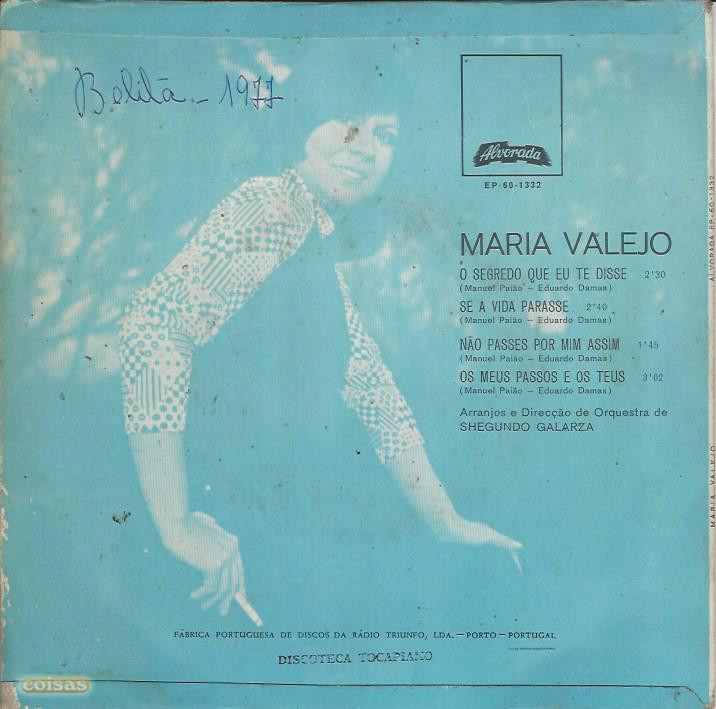 Belita - 1977
Alvorada
EP-60-1332
MARIA VALEJO
O SEGREDO QUE EU TE DISSE 2'30
(Manuel Paião - Eduardo Damas)
SE A VIDA PARASSE 2'40
(Manuel Paião - Eduardo Damas)
NÃO PASSES POR MIM ASSIM 1'45
(Manuel Paião - Eduardo Damas)
OS MEUS PASSOS E OS TEUS 3'02
(Manuel Paião - Eduardo Damas)
Arranjos e Direcção de Orquestra de
SHEGUNDO GALARZA
ALVORADA EP-60-1332
MARIA VALEJO
FÁBRICA PORTUGUESA DE DISCOS DA RÁDIO TRIUNFO, LDA. — PORTO — PORTUGAL
DISCOTECA TOCAPIANO
coisas